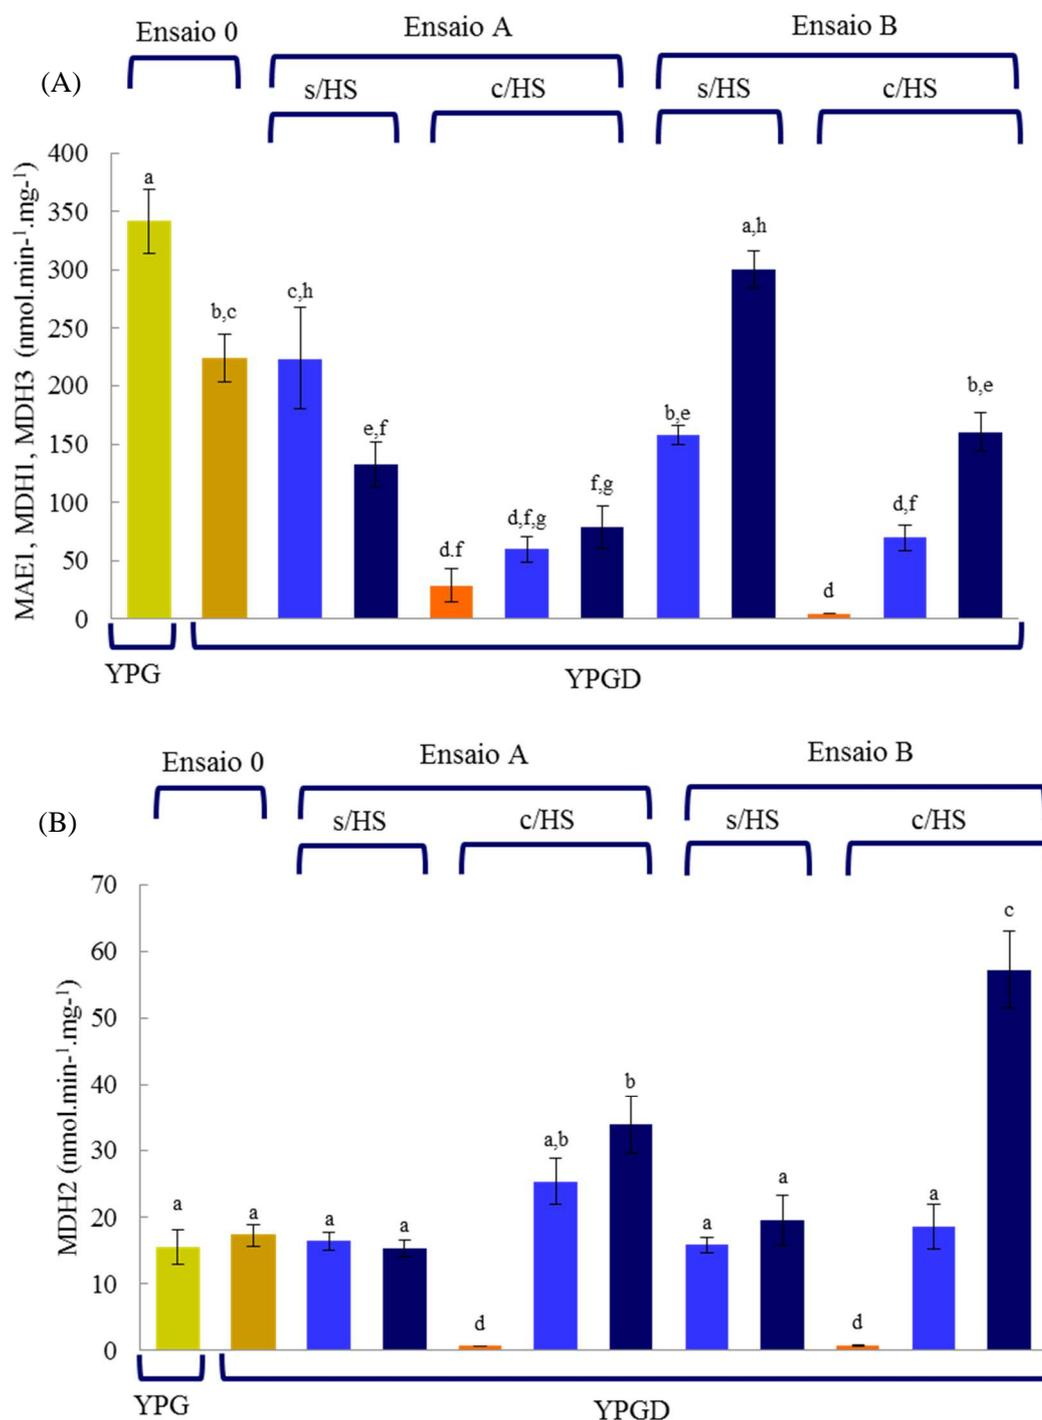 Ensaio 0 Ensaio A Ensaio B
(A)
s/HS c/HS s/HS c/HS
MAE1, MDH1, MDH3 (nmol.min-¹.mg-¹)
400
350
300
250
200
150
100
50
0
a b,c c,h e,f d.f d,f,g f,g b,e a,h d d,f b,e
YPG YPGD
Ensaio 0 Ensaio A Ensaio B
(B)
s/HS c/HS s/HS c/HS
MDH2 (nmol.min-¹.mg-¹)
70
60
50
40
30
20
10
0
a a a a d a,b b a a d a c
YPG YPGD